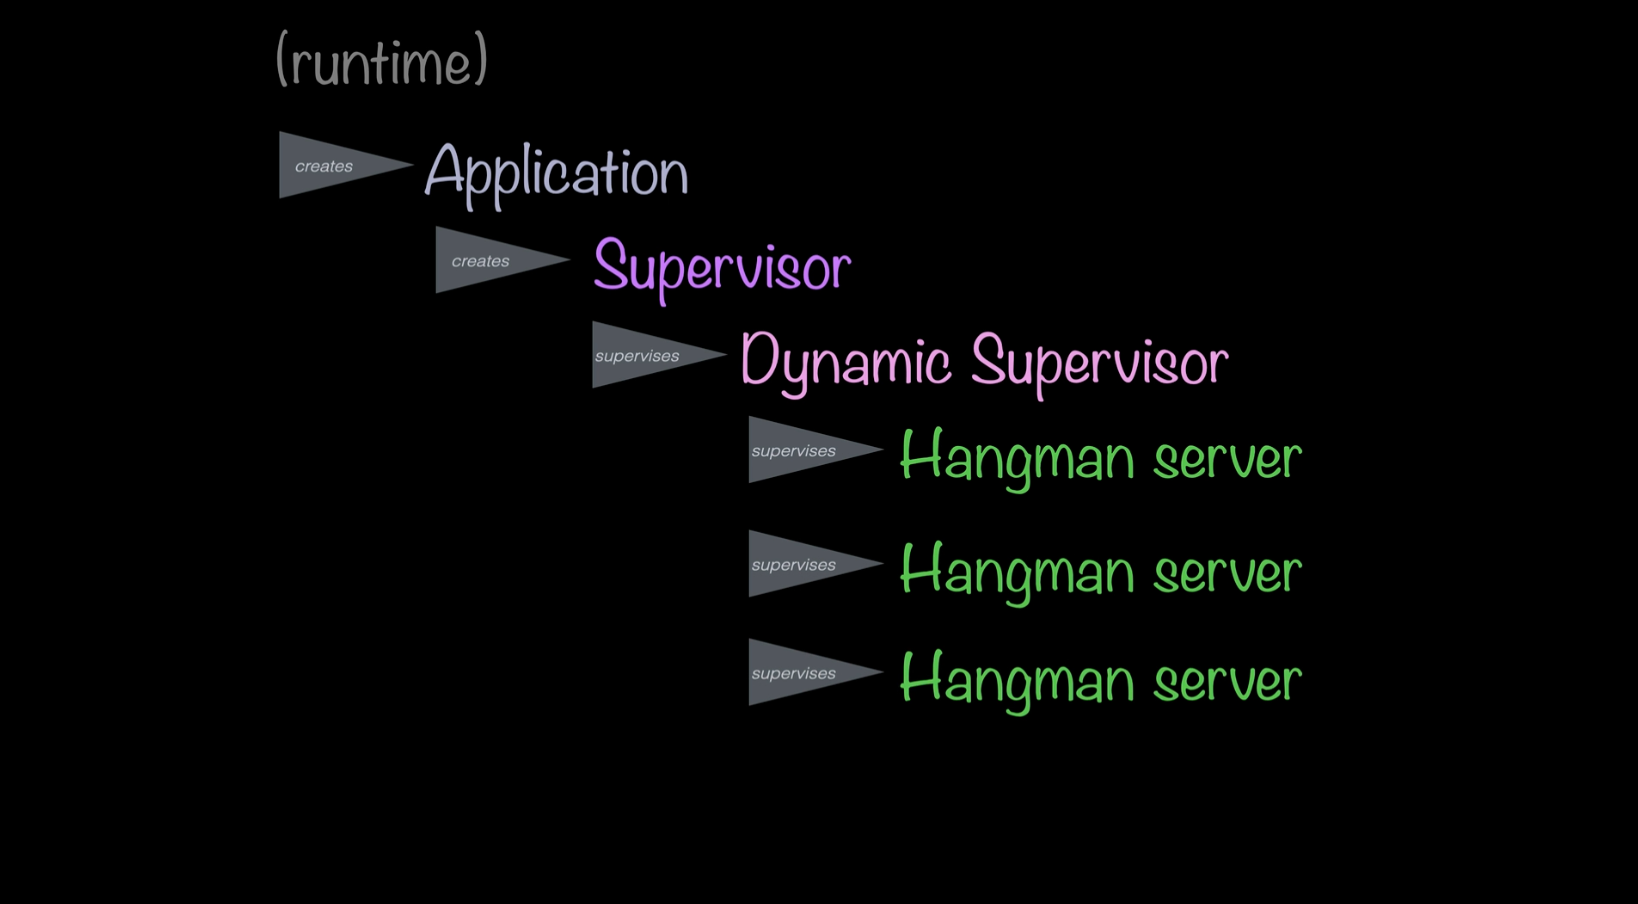 (runtime)
creates Application
creates Supervisor
supervises Dynamic Supervisor
supervises Hangman server
supervises Hangman server
supervises Hangman server